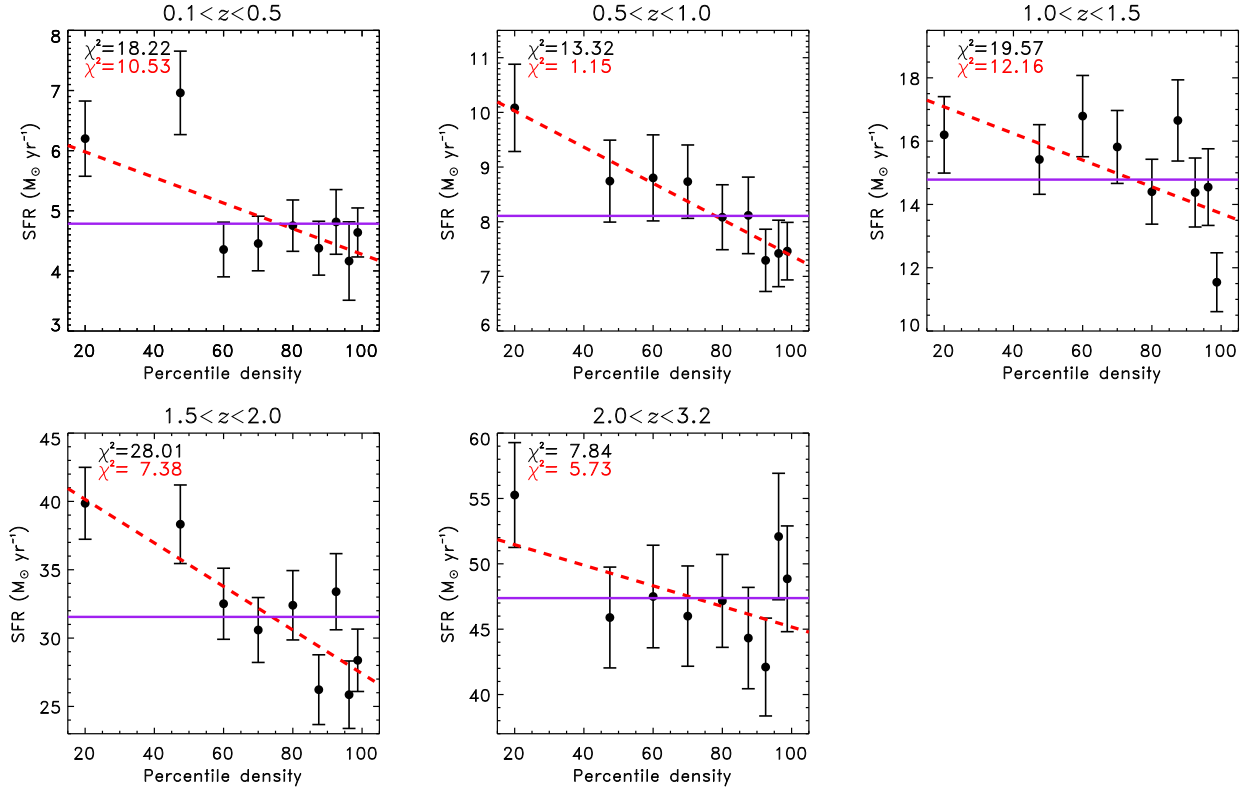 0.1<z<0.5
χ²=18.22
χ²=10.53
8
7
6
5
4
3
SFR (M⊙ yr⁻¹)
20 40 60 80 100
Percentile density
0.5<z<1.0
χ²=13.32
χ²= 1.15
11
10
9
8
7
6
SFR (M⊙ yr⁻¹)
20 40 60 80 100
Percentile density
1.0<z<1.5
χ²=19.57
χ²=12.16
18
16
14
12
10
SFR (M⊙ yr⁻¹)
20 40 60 80 100
Percentile density
1.5<z<2.0
χ²=28.01
χ²= 7.38
45
40
35
30
25
SFR (M⊙ yr⁻¹)
20 40 60 80 100
Percentile density
2.0<z<3.2
χ²= 7.84
χ²= 5.73
60
55
50
45
40
SFR (M⊙ yr⁻¹)
20 40 60 80 100
Percentile density